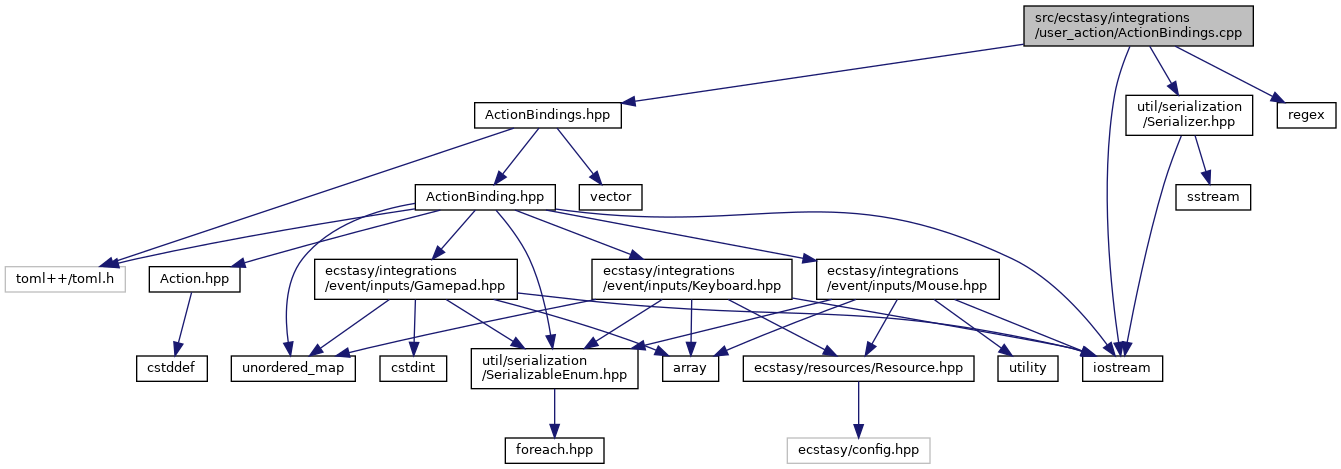 src/ecstasy/integrations
/user_action/ActionBindings.cpp
ActionBindings.hpp
util/serialization
/Serializer.hpp
regex
ActionBinding.hpp
vector
sstream
toml++/toml.h
Action.hpp
ecstasy/integrations
/event/inputs/Gamepad.hpp
ecstasy/integrations
/event/inputs/Keyboard.hpp
ecstasy/integrations
/event/inputs/Mouse.hpp
cstddef
unordered_map
cstdint
util/serialization
/SerializableEnum.hpp
array
ecstasy/resources/Resource.hpp
utility
iostream
foreach.hpp
ecstasy/config.hpp